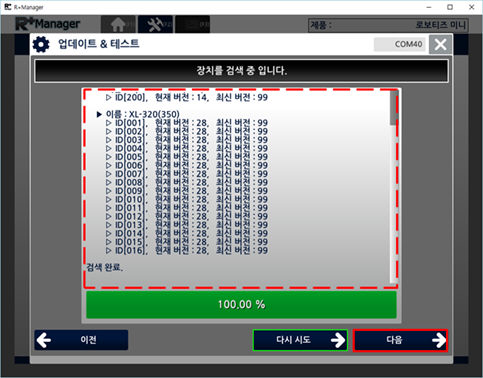 R+Manager
R+Manager
제품 : 로보티즈 미니
업데이트 & 테스트
COM40
장치를 검색 중 입니다.
▷ ID[200], 현재 버전 : 14, 최신 버전 : 99
▶ 이름 : XL-320(350)
▷ ID[001], 현재 버전 : 28, 최신 버전 : 99
▷ ID[002], 현재 버전 : 28, 최신 버전 : 99
▷ ID[003], 현재 버전 : 28, 최신 버전 : 99
▷ ID[004], 현재 버전 : 28, 최신 버전 : 99
▷ ID[005], 현재 버전 : 28, 최신 버전 : 99
▷ ID[006], 현재 버전 : 28, 최신 버전 : 99
▷ ID[007], 현재 버전 : 28, 최신 버전 : 99
▷ ID[008], 현재 버전 : 28, 최신 버전 : 99
▷ ID[009], 현재 버전 : 28, 최신 버전 : 99
▷ ID[010], 현재 버전 : 28, 최신 버전 : 99
▷ ID[011], 현재 버전 : 28, 최신 버전 : 99
▷ ID[012], 현재 버전 : 28, 최신 버전 : 99
▷ ID[013], 현재 버전 : 28, 최신 버전 : 99
▷ ID[014], 현재 버전 : 28, 최신 버전 : 99
▷ ID[015], 현재 버전 : 28, 최신 버전 : 99
▷ ID[016], 현재 버전 : 28, 최신 버전 : 99
검색 완료.
100.00 %
이전
다시 시도
다음